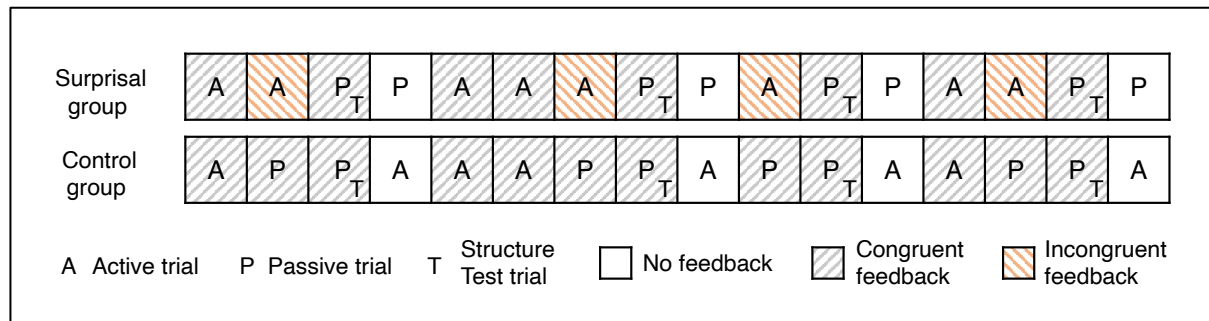 Surprisal group
A A P T P A A A P T P A P T P A A P T P
Control group
A P P T A A A P P T A P P T A A P P T A
A Active trial P Passive trial T Structure Test trial No feedback Congruent feedback Incongruent feedback